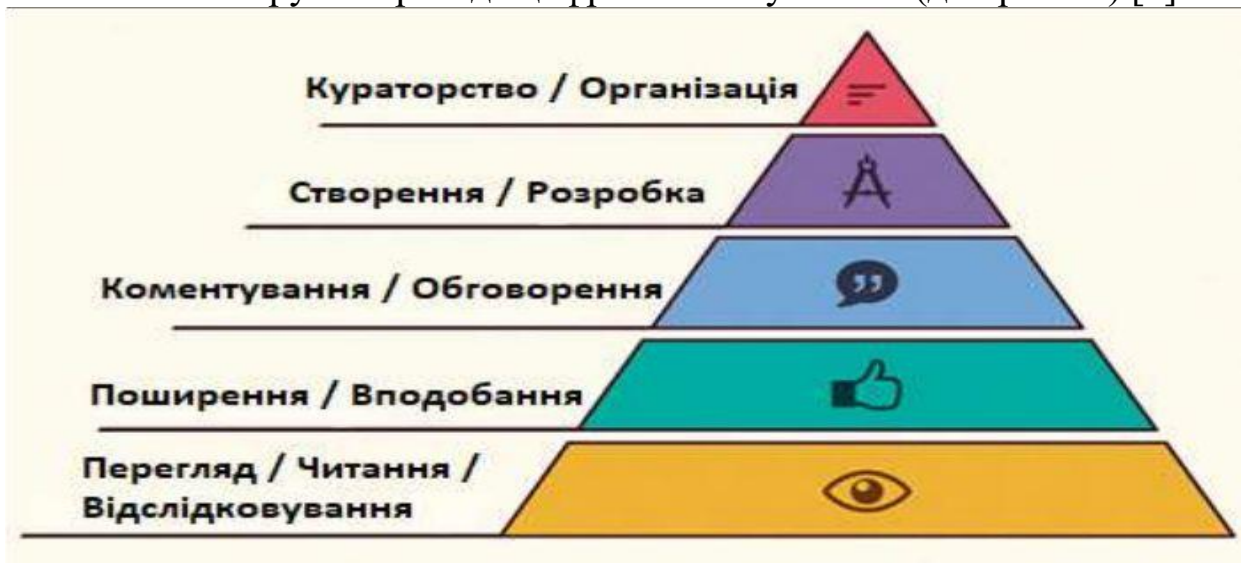 Кураторство / Організація
Створення / Розробка
Коментування / Обговорення
Поширення / Вподобання
Перегляд / Читання /
Відслідковування